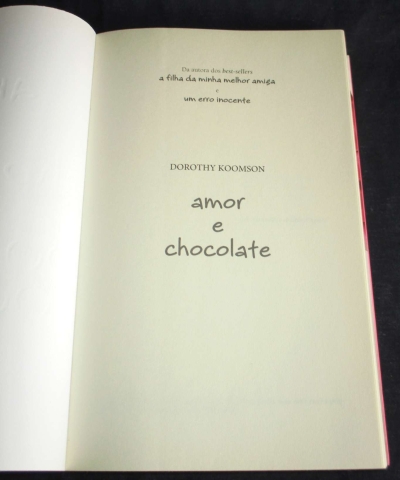 Da autora dos best-sellers
a filha da minha melhor amiga
e
um erro inocente
DOROTHY KOOMSON
amor
e
chocolate